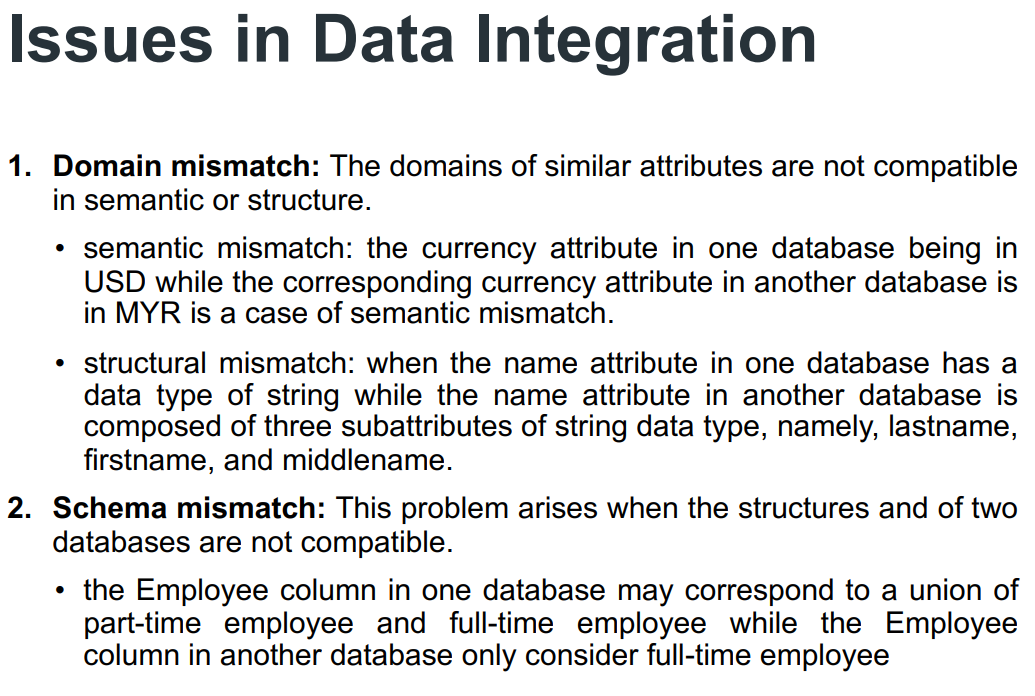 Issues in Data Integration
1. Domain mismatch: The domains of similar attributes are not compatible
in semantic or structure.
• semantic mismatch: the currency attribute in one database being in
USD while the corresponding currency attribute in another database is
in MYR is a case of semantic mismatch.
• structural mismatch: when the name attribute in one database has a
data type of string while the name attribute in another database is
composed of three subattributes of string data type, namely, lastname,
firstname, and middlename.
2. Schema mismatch: This problem arises when the structures and of two
databases are not compatible.
• the Employee column in one database may correspond to a union of
part-time employee and full-time employee while the Employee
column in another database only consider full-time employee